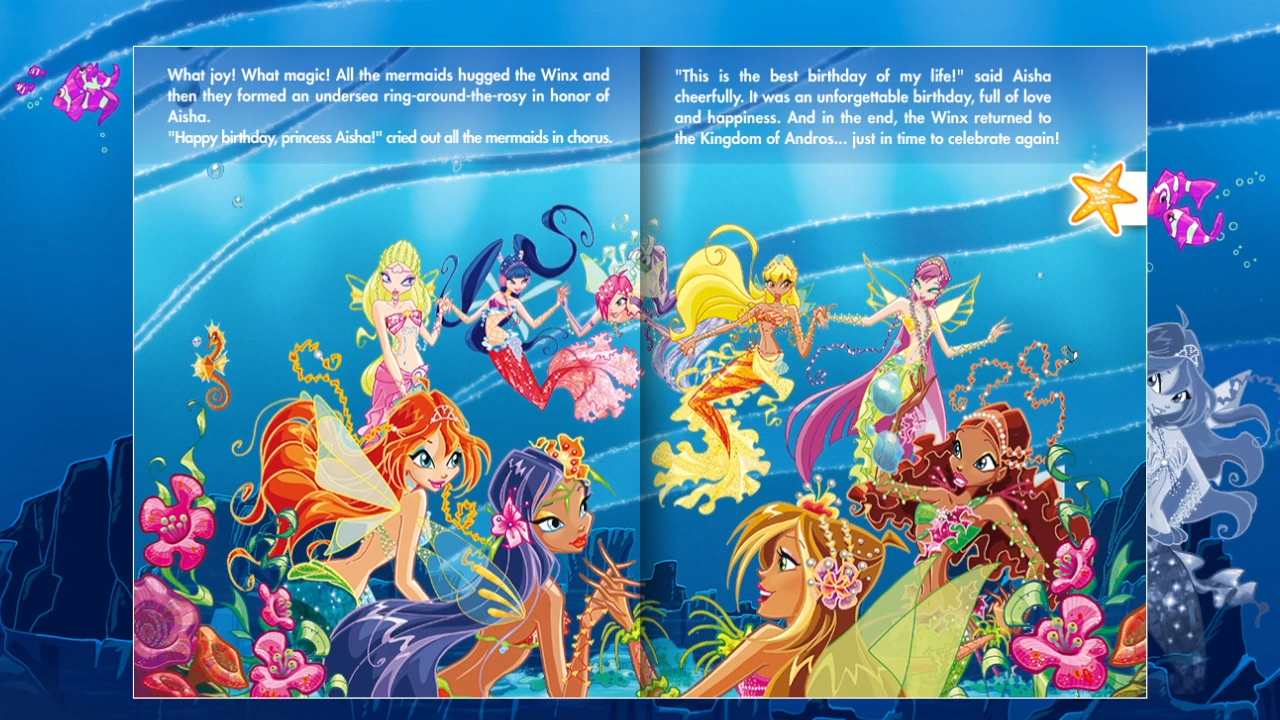 What joy! What magic! All the mermaids hugged the Winx and
then they formed an undersea ring-around-the-rosy in honor of
Aisha.
"Happy birthday, princess Aisha!" cried out all the mermaids in chorus.
"This is the best birthday of my life!" said Aisha
cheerfully. It was an unforgettable birthday, full of love
and happiness. And in the end, the Winx returned to
the Kingdom of Andros... just in time to celebrate again!